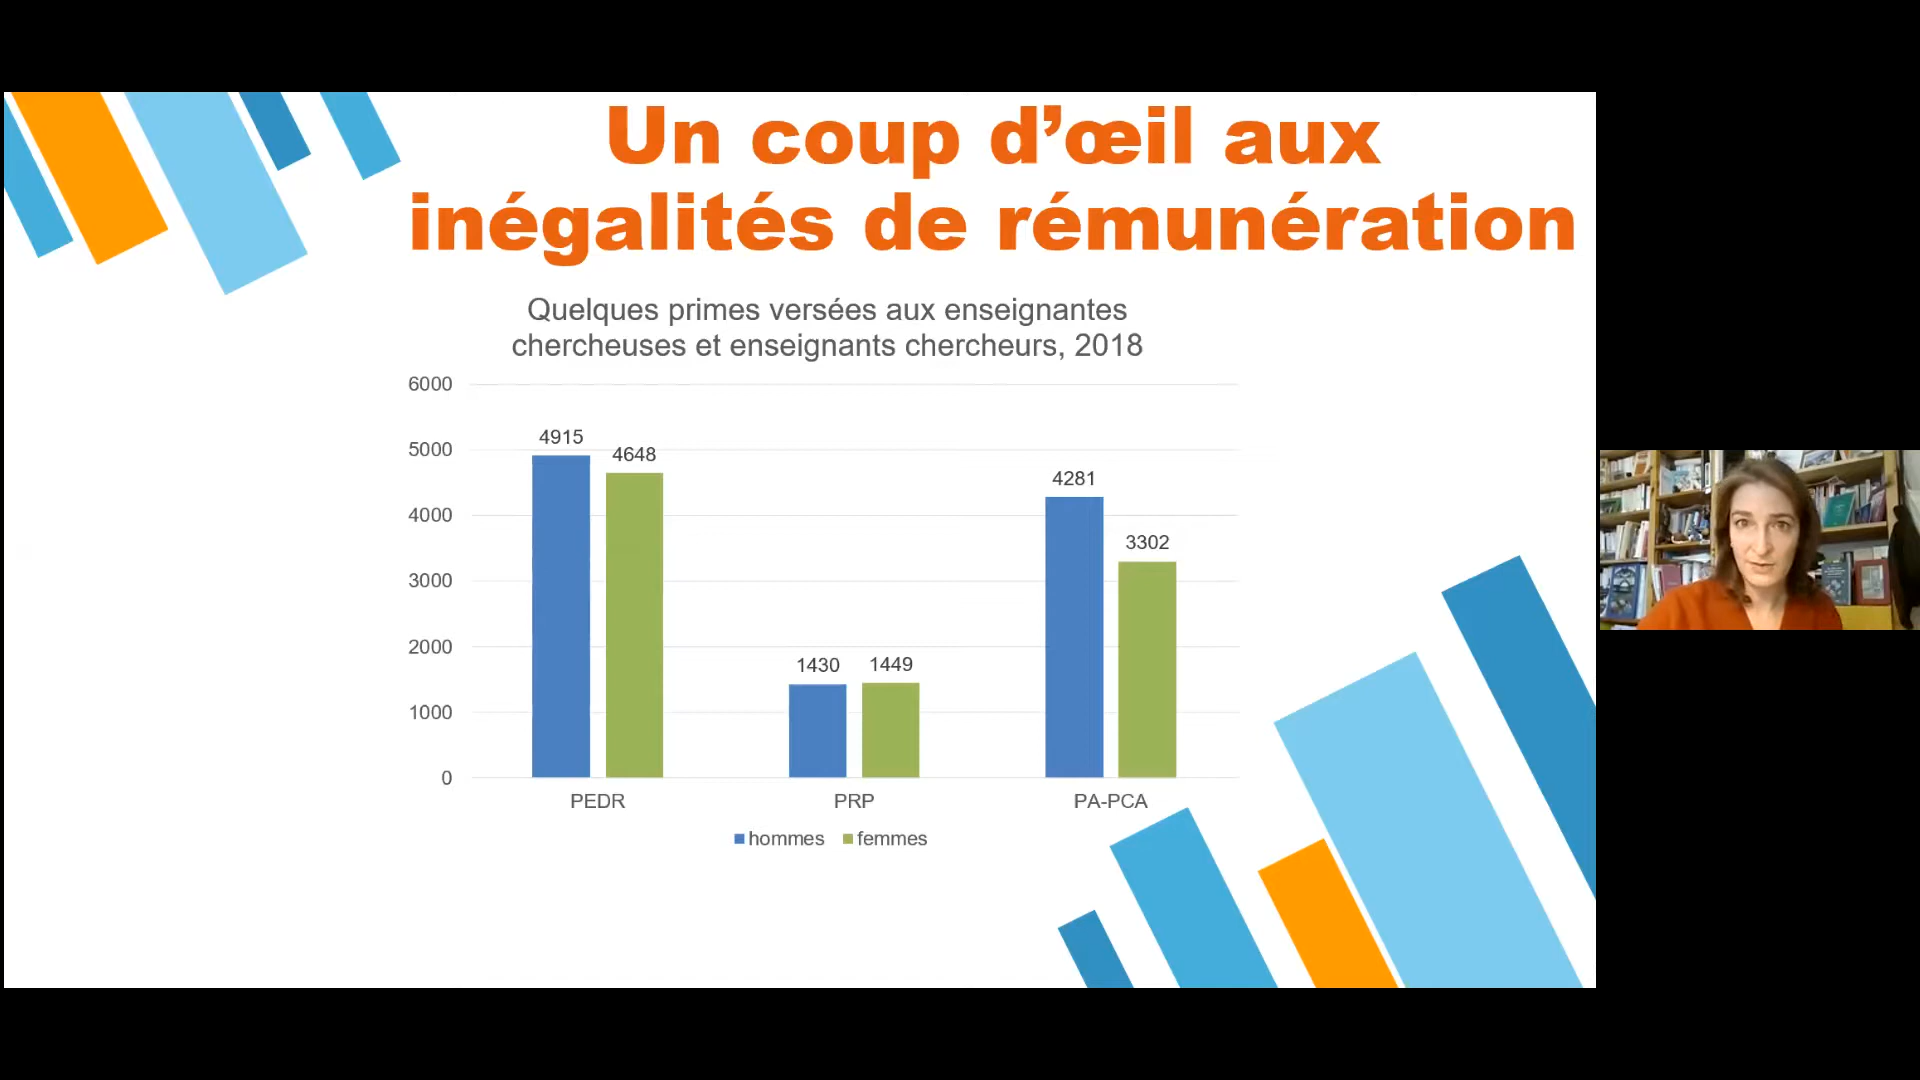 Un coup d’œil aux
inégalités de rémunération
Quelques primes versées aux enseignantes
chercheuses et enseignants chercheurs, 2018
6000
5000
4000
3000
2000
1000
0
4915
4648
1430
1449
4281
3302
PEDR
PRP
PA-PCA
hommes
femmes